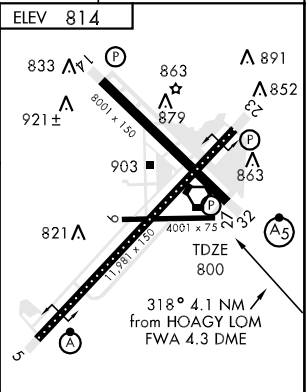 ELEV 814
833
14
P
863
891
852
921±
8001 x 150
879
23
P
903
863
P
9
4001 x 75
27
32
A5
821
11,981 x 150
TDZE
800
318° 4.1 NM
from HOAGY LOM
FWA 4.3 DME
A
5